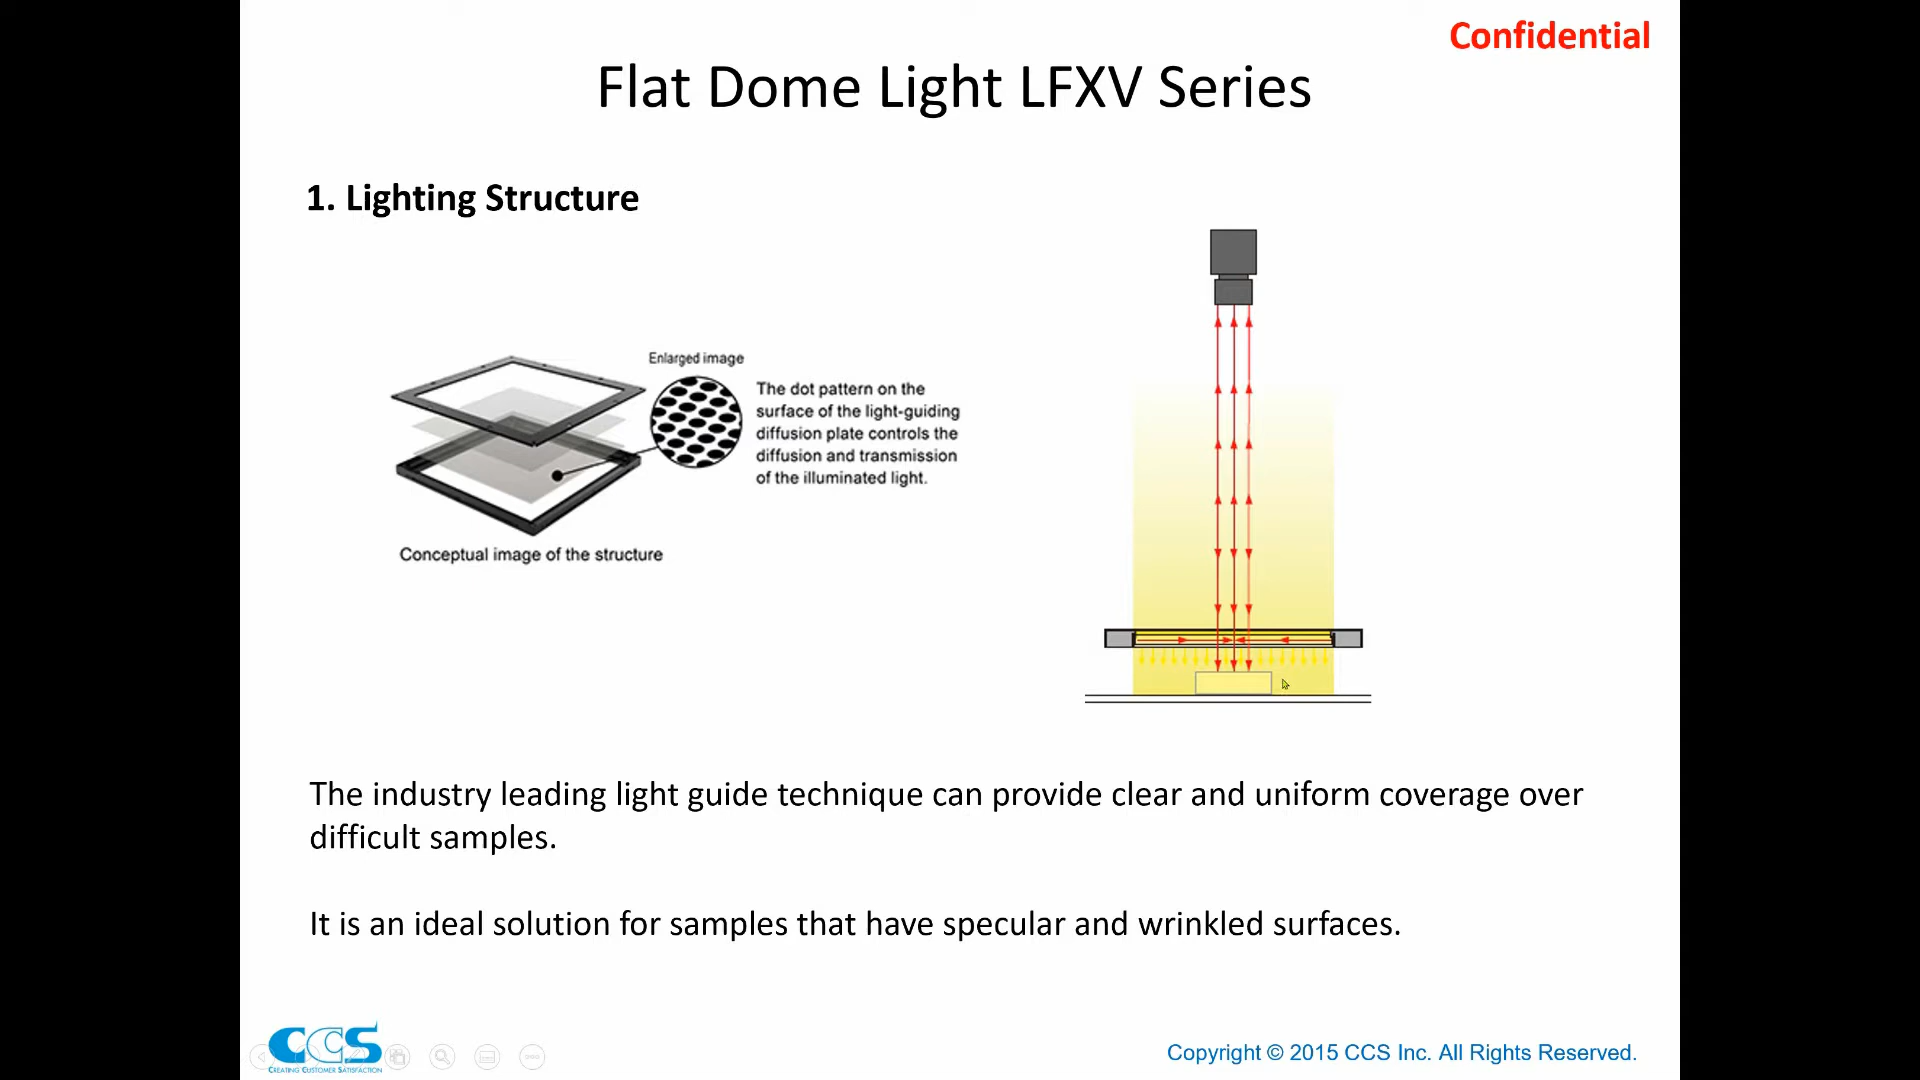 Confidential
Flat Dome Light LFXV Series
1. Lighting Structure
Enlarged image
The dot pattern on the
surface of the light-guiding
diffusion plate controls the
diffusion and transmission
of the illuminated light.
Conceptual image of the structure
The industry leading light guide technique can provide clear and uniform coverage over
difficult samples.
It is an ideal solution for samples that have specular and wrinkled surfaces.
CCS
CREATING CUSTOMER SATISFACTION
Copyright © 2015 CCS Inc. All Rights Reserved.